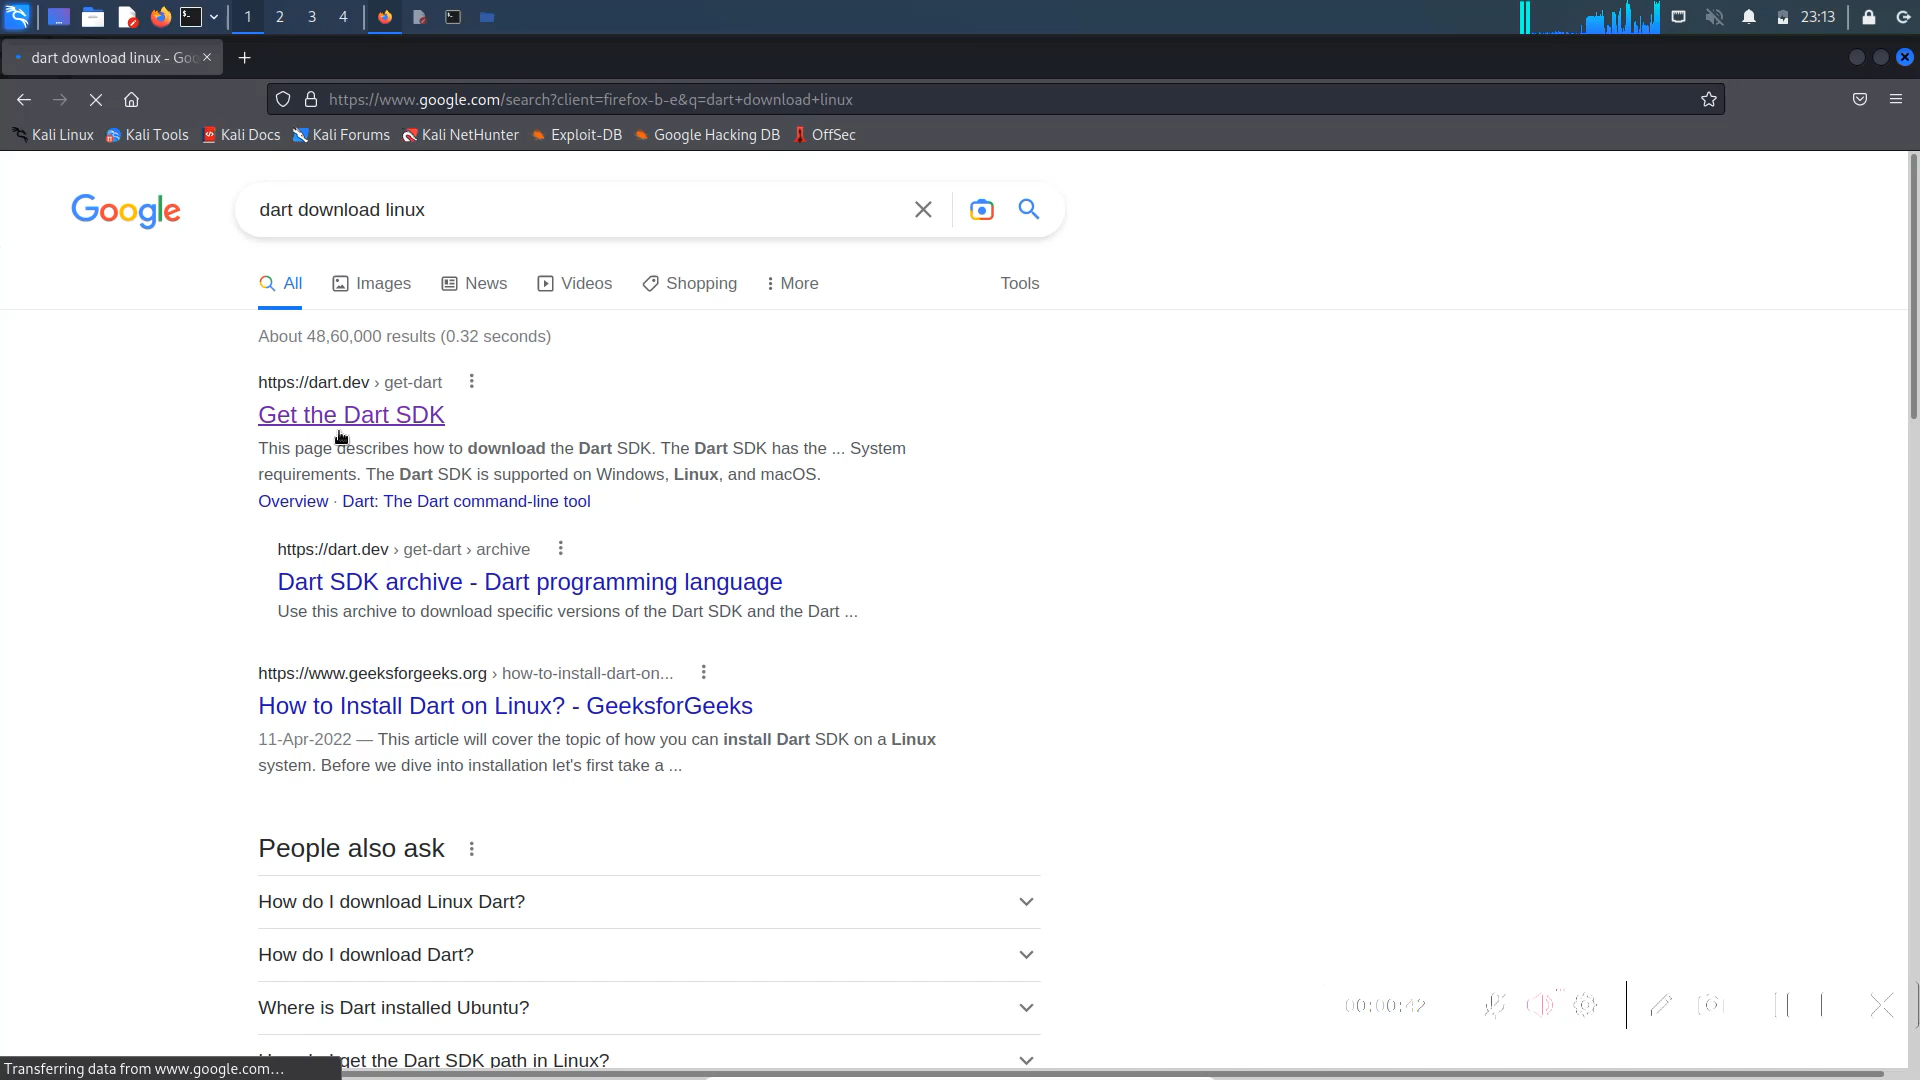 1 2 3 4 23:13
dart download linux - Goo
https://www.google.com/search?client=firefox-b-e&q=dart+download+linux
Kali Linux Kali Tools Kali Docs Kali Forums Kali NetHunter Exploit-DB Google Hacking DB OffSec
Google dart download linux
All Images News Videos Shopping More Tools
About 48,60,000 results (0.32 seconds)
https://dart.dev › get-dart
Get the Dart SDK
This page describes how to download the Dart SDK. The Dart SDK has the ... System
requirements. The Dart SDK is supported on Windows, Linux, and macOS.
Overview · Dart: The Dart command-line tool
https://dart.dev › get-dart › archive
Dart SDK archive - Dart programming language
Use this archive to download specific versions of the Dart SDK and the Dart ...
https://www.geeksforgeeks.org › how-to-install-dart-on...
How to Install Dart on Linux? - GeeksforGeeks
11-Apr-2022 — This article will cover the topic of how you can install Dart SDK on a Linux
system. Before we dive into installation let's first take a ...
People also ask
How do I download Linux Dart?
How do I download Dart?
Where is Dart installed Ubuntu?
00:00:42
get the Dart SDK path in Linux?
Transferring data from www.google.com…